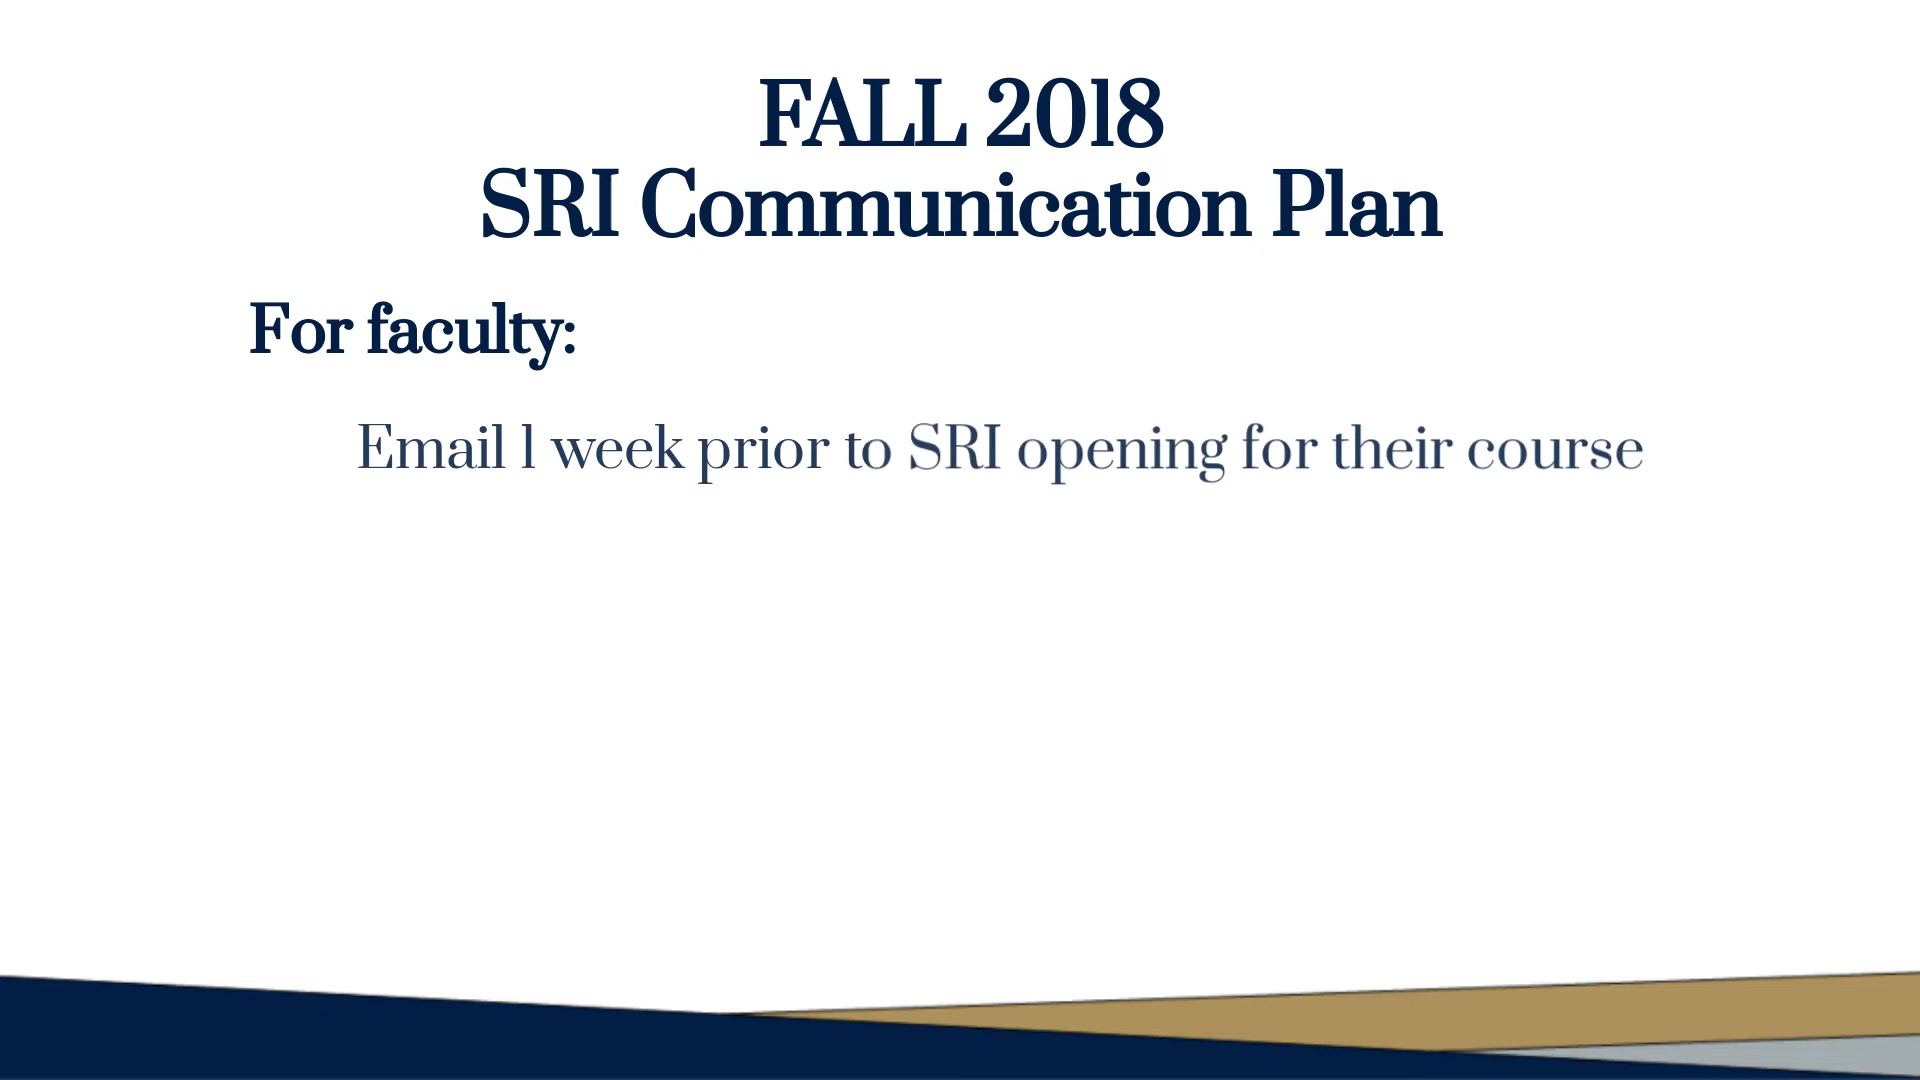 FALL 2018
SRI Communication Plan
For faculty:
Email 1 week prior to SRI opening for their course